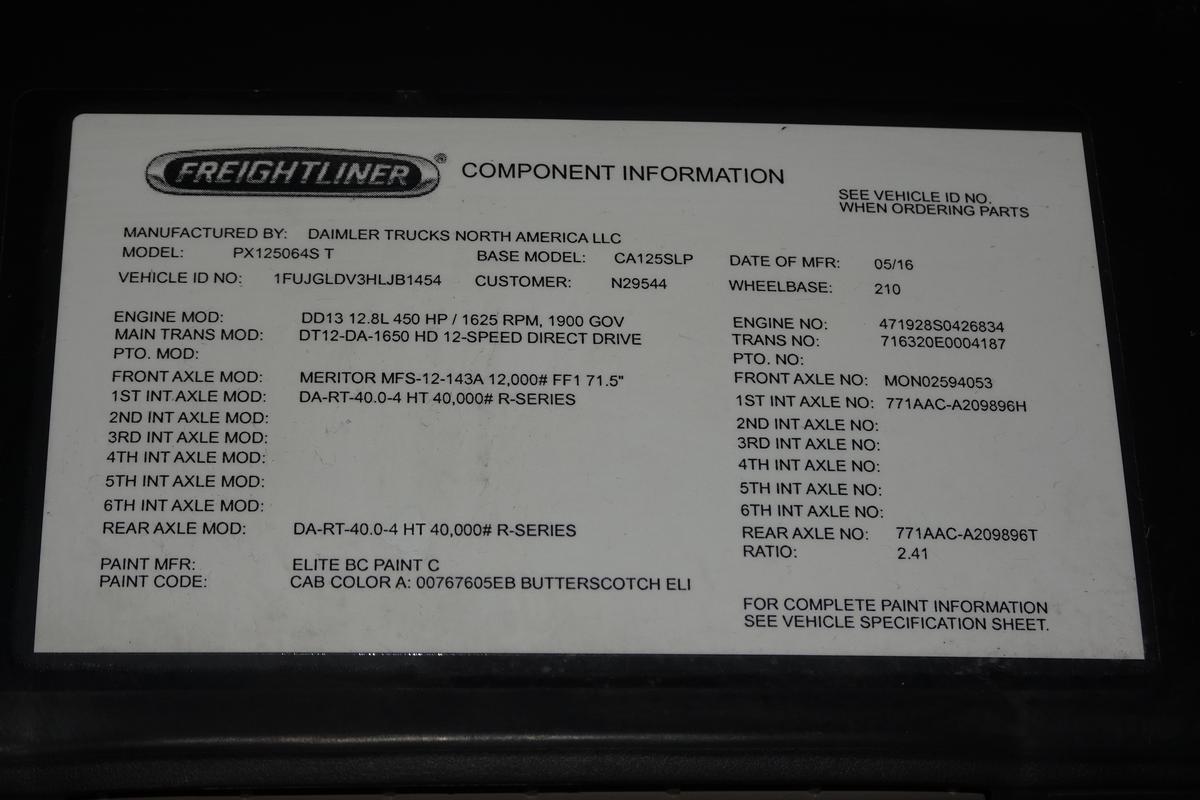 FREIGHTLINER® COMPONENT INFORMATION
SEE VEHICLE ID NO.
WHEN ORDERING PARTS
MANUFACTURED BY: DAIMLER TRUCKS NORTH AMERICA LLC
MODEL: PX125064S T BASE MODEL: CA125SLP DATE OF MFR: 05/16
VEHICLE ID NO: 1FUJGLDV3HLJB1454 CUSTOMER: N29544 WHEELBASE: 210
ENGINE MOD: DD13 12.8L 450 HP / 1625 RPM, 1900 GOV ENGINE NO: 471928S0426834
MAIN TRANS MOD: DT12-DA-1650 HD 12-SPEED DIRECT DRIVE TRANS NO: 716320E0004187
PTO. MOD: PTO. NO:
FRONT AXLE MOD: MERITOR MFS-12-143A 12,000# FF1 71.5" FRONT AXLE NO: MON02594053
1ST INT AXLE MOD: DA-RT-40.0-4 HT 40,000# R-SERIES 1ST INT AXLE NO: 771AAC-A209896H
2ND INT AXLE MOD: 2ND INT AXLE NO:
3RD INT AXLE MOD: 3RD INT AXLE NO:
4TH INT AXLE MOD: 4TH INT AXLE NO:
5TH INT AXLE MOD: 5TH INT AXLE NO:
6TH INT AXLE MOD: 6TH INT AXLE NO:
REAR AXLE MOD: DA-RT-40.0-4 HT 40,000# R-SERIES REAR AXLE NO: 771AAC-A209896T
RATIO: 2.41
PAINT MFR: ELITE BC PAINT C
PAINT CODE: CAB COLOR A: 00767605EB BUTTERSCOTCH ELI
FOR COMPLETE PAINT INFORMATION
SEE VEHICLE SPECIFICATION SHEET.